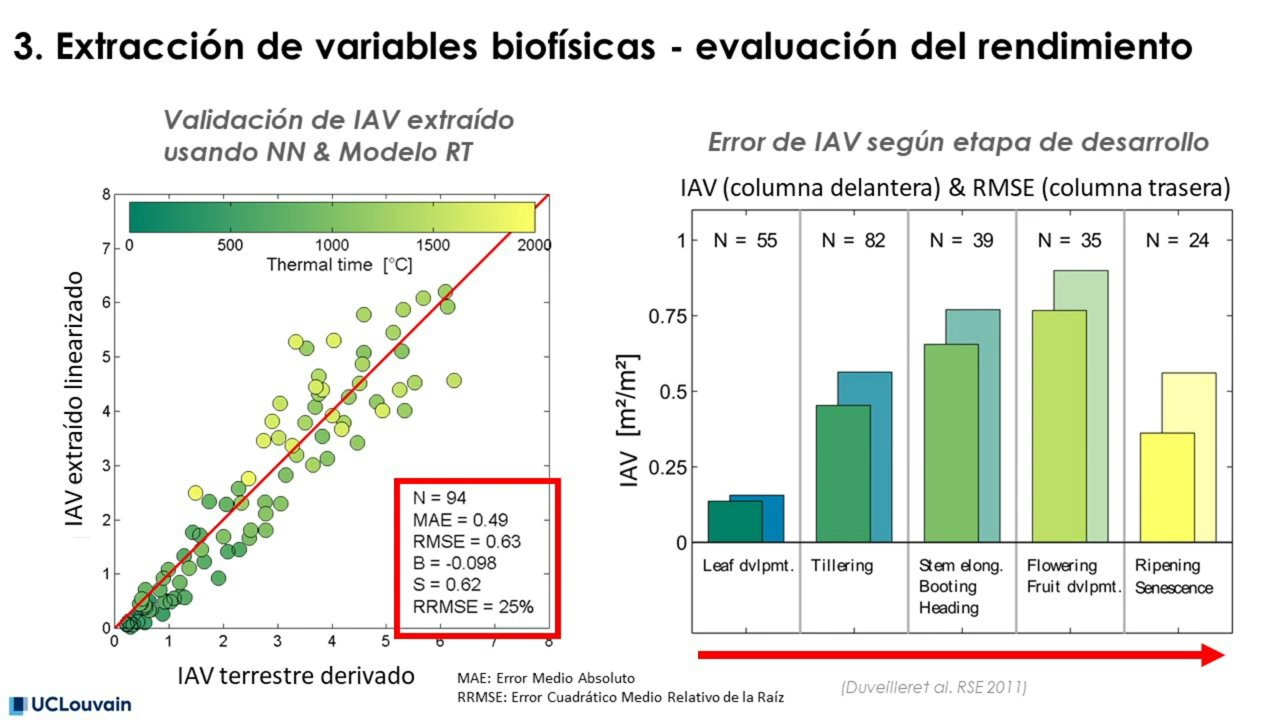 3. Extracción de variables biofísicas - evaluación del rendimiento
Validación de IAV extraído
usando NN & Modelo RT
8
7
6
5
4
3
2
1
0
0 500 1000 1500 2000
Thermal time [°C]
IAV extraído linearizado
N = 94
MAE = 0.49
RMSE = 0.63
B = -0.098
S = 0.62
RRMSE = 25%
0 1 2 3 4 5 6 7 8
IAV terrestre derivado
MAE: Error Medio Absoluto
RRMSE: Error Cuadrático Medio Relativo de la Raíz
Error de IAV según etapa de desarrollo
IAV (columna delantera) & RMSE (columna trasera)
N = 55 N = 82 N = 39 N = 35 N = 24
1
0.75
0.5
0.25
0
IAV [m²/m²]
Leaf dvlpmt.
Tillering
Stem elong.
Booting
Heading
Flowering
Fruit dvlpmt.
Ripening
Senescence
(Duveilleret al. RSE 2011)
UCLouvain